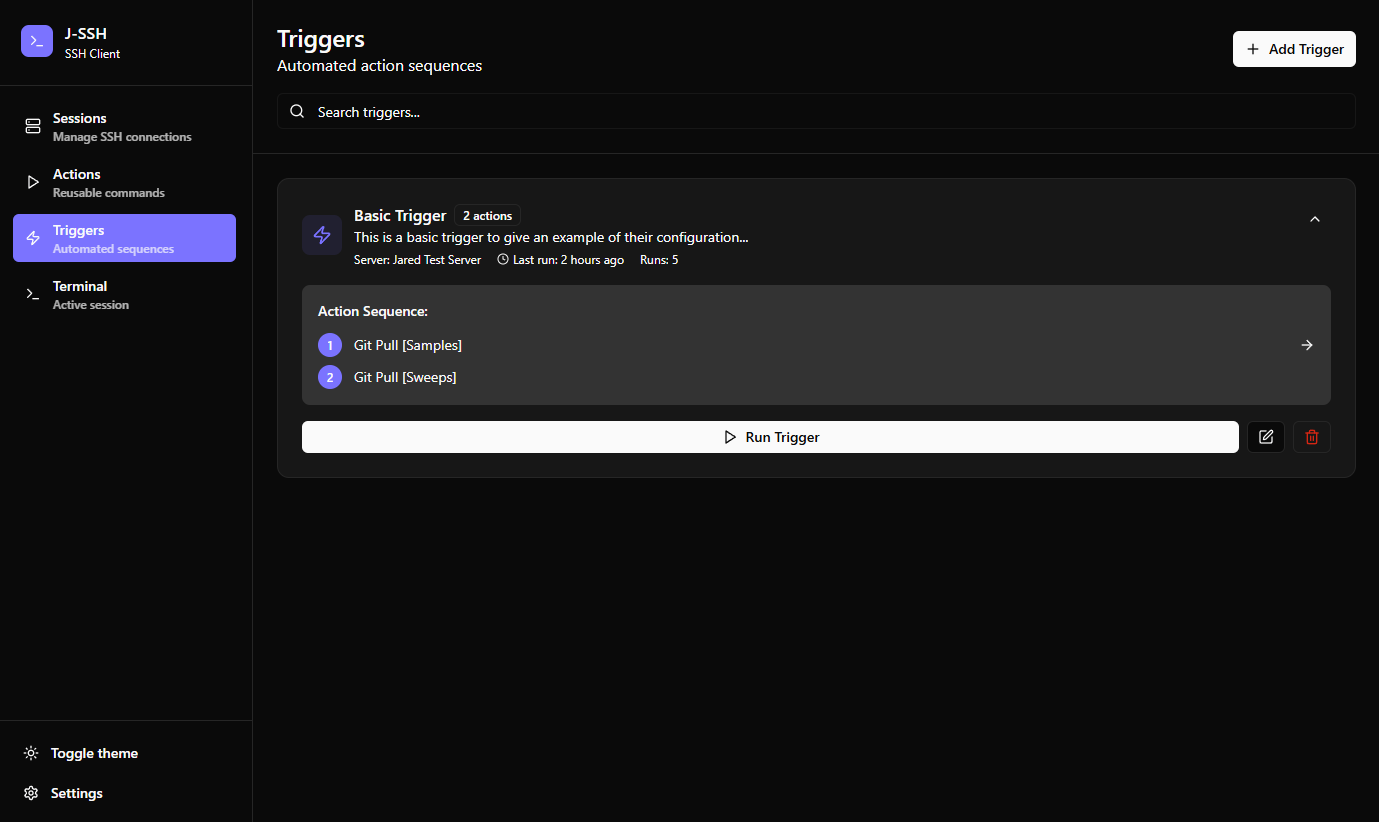 J-SSH
SSH Client
Sessions
Manage SSH connections
Actions
Reusable commands
Triggers
Automated sequences
Terminal
Active session
Toggle theme
Settings
Triggers
Automated action sequences
Add Trigger
Search triggers...
Basic Trigger 2 actions
This is a basic trigger to give an example of their configuration...
Server: Jared Test Server Last run: 2 hours ago Runs: 5
Action Sequence:
1 Git Pull [Samples]
2 Git Pull [Sweeps]
Run Trigger